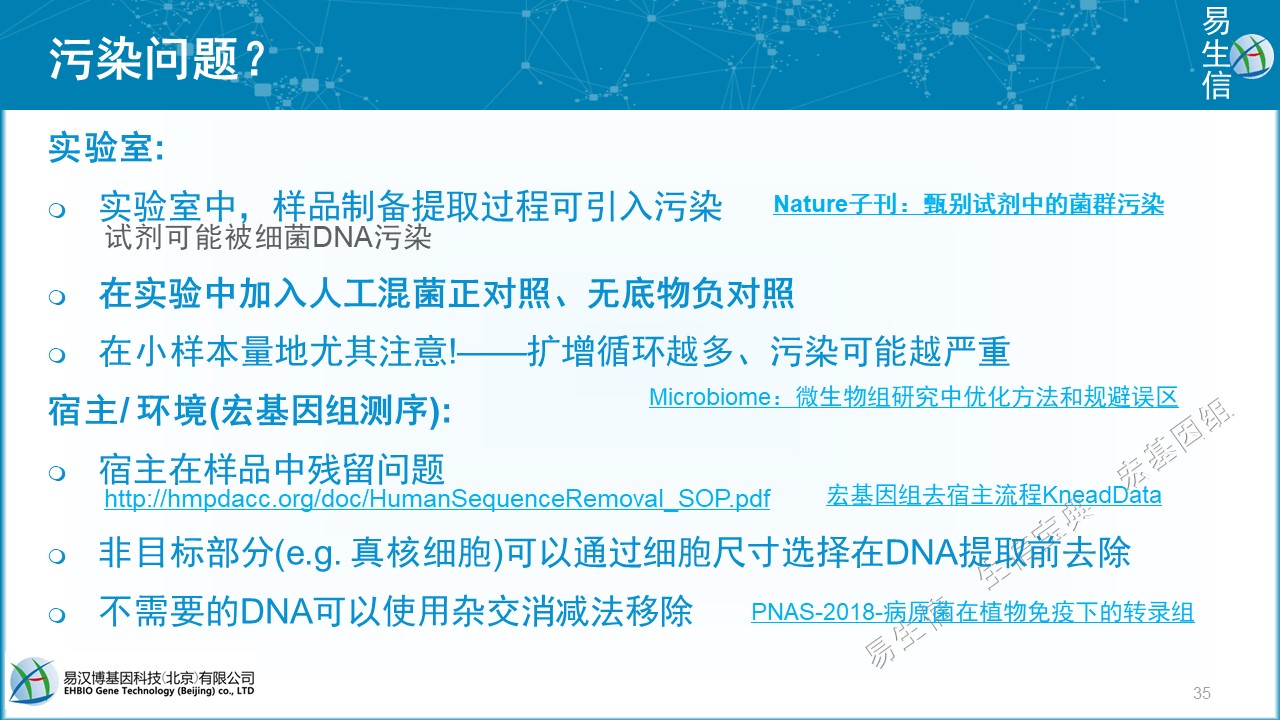 污染问题？
易生信
实验室:
实验室中，样品制备提取过程可引入污染
Nature子刊：甄别试剂中的菌群污染
试剂可能被细菌DNA污染
在实验中加入人工混菌正对照、无底物负对照
在小样本量地尤其注意!——扩增循环越多、污染可能越严重
Microbiome：微生物组研究中优化方法和规避误区
宿主/ 环境(宏基因组测序):
宿主在样品中残留问题
http://hmpdacc.org/doc/HumanSequenceRemoval_SOP.pdf
宏基因组去宿主流程KneadData
非目标部分(e.g. 真核细胞)可以通过细胞尺寸选择在DNA提取前去除
不需要的DNA可以使用杂交消减法移除
PNAS-2018-病原菌在植物免疫下的转录组
易生信 生信宝典 宏基因组
易汉博基因科技(北京)有限公司
EHBIO Gene Technology (Beijing) co., LTD
35